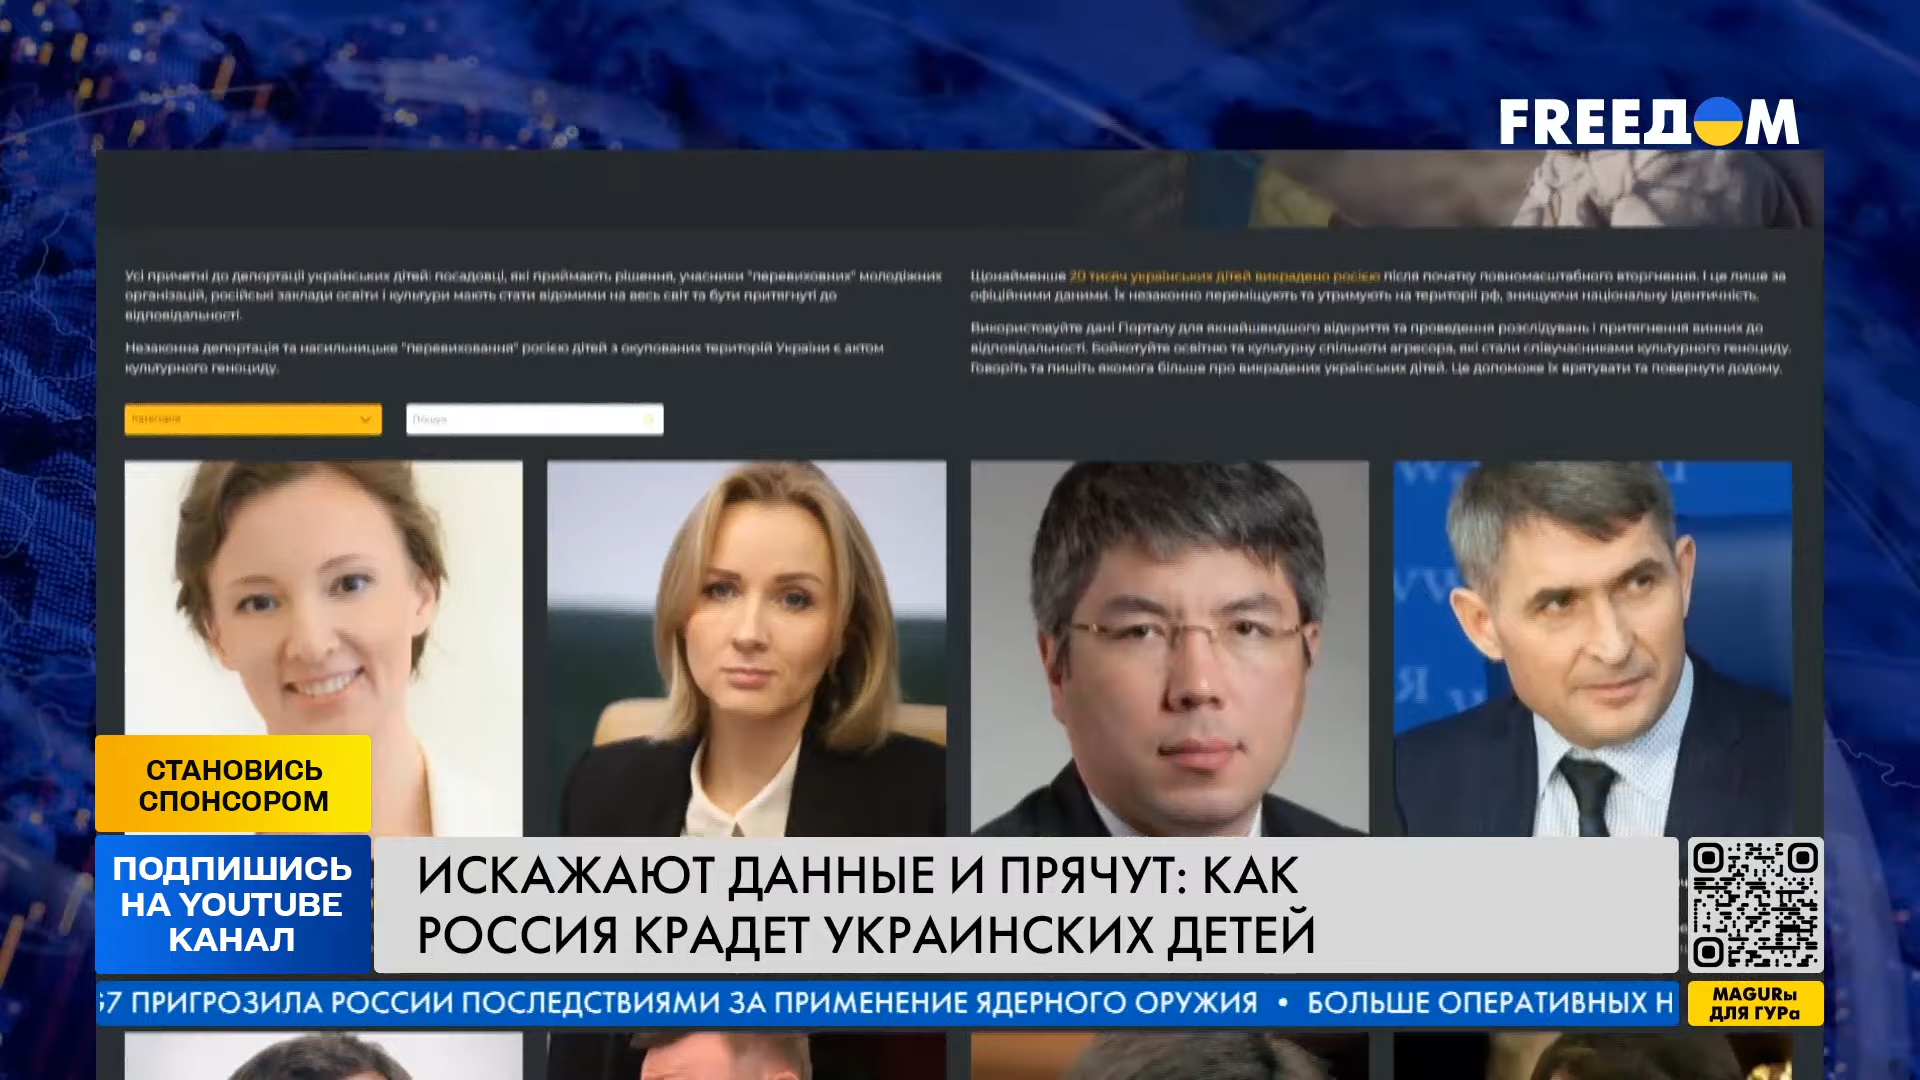 FREEДOM
Усі причетні до депортації українських дітей: посадовці, які приймають рішення, учасники "перевиховних" молодіжних
організацій, російські заклади освіти і культури мають стати відомими на весь світ та бути притягнуті до
відповідальності.
Незаконна депортація та насильницьке "перевиховання" росією дітей з окупованих територій України є актом
культурного геноциду.
Щонайменше 20 тисяч українських дітей викрадено росією після початку повномасштабного вторгнення. І це лише за
офіційними даними. Їх незаконно переміщують та утримують на території рф, знищуючи національну ідентичність.
Використовуйте дані Порталу для якнайшвидшого відкриття та проведення розслідувань і притягнення винних до
відповідальності. Бойкотуйте освітню та культурну спільноти агресора, які стали співучасниками культурного геноциду.
Говоріть та пишіть якомога більше про викрадених українських дітей. Це допоможе їх врятувати та повернути додому.
Категорія
Пошук
СТАНОВИСЬ
СПОНСОРОМ
ПОДПИШИСЬ
НА YOUTUBE
КАНАЛ
ИСКАЖАЮТ ДАННЫЕ И ПРЯЧУТ: КАК
РОССИЯ КРАДЕТ УКРАИНСКИХ ДЕТЕЙ
G7 ПРИГРОЗИЛА РОССИИ ПОСЛЕДСТВИЯМИ ЗА ПРИМЕНЕНИЕ ЯДЕРНОГО ОРУЖИЯ • БОЛЬШЕ ОПЕРАТИВНЫХ Н
MAGURы
ДЛЯ ГУРа